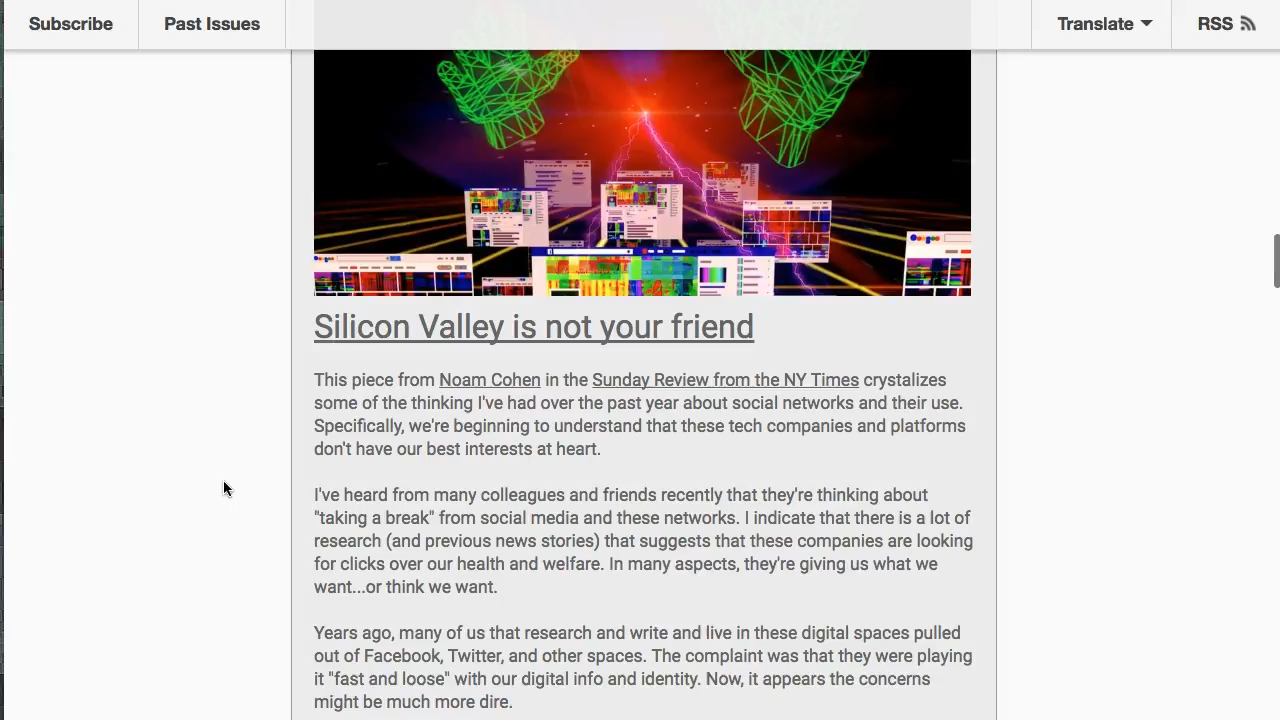 Subscribe
Past Issues
Translate
RSS
Silicon Valley is not your friend
This piece from Noam Cohen in the Sunday Review from the NY Times crystalizes
some of the thinking I've had over the past year about social networks and their use.
Specifically, we're beginning to understand that these tech companies and platforms
don't have our best interests at heart.
I've heard from many colleagues and friends recently that they're thinking about
"taking a break" from social media and these networks. I indicate that there is a lot of
research (and previous news stories) that suggests that these companies are looking
for clicks over our health and welfare. In many aspects, they're giving us what we
want...or think we want.
Years ago, many of us that research and write and live in these digital spaces pulled
out of Facebook, Twitter, and other spaces. The complaint was that they were playing
it "fast and loose" with our digital info and identity. Now, it appears the concerns
might be much more dire.